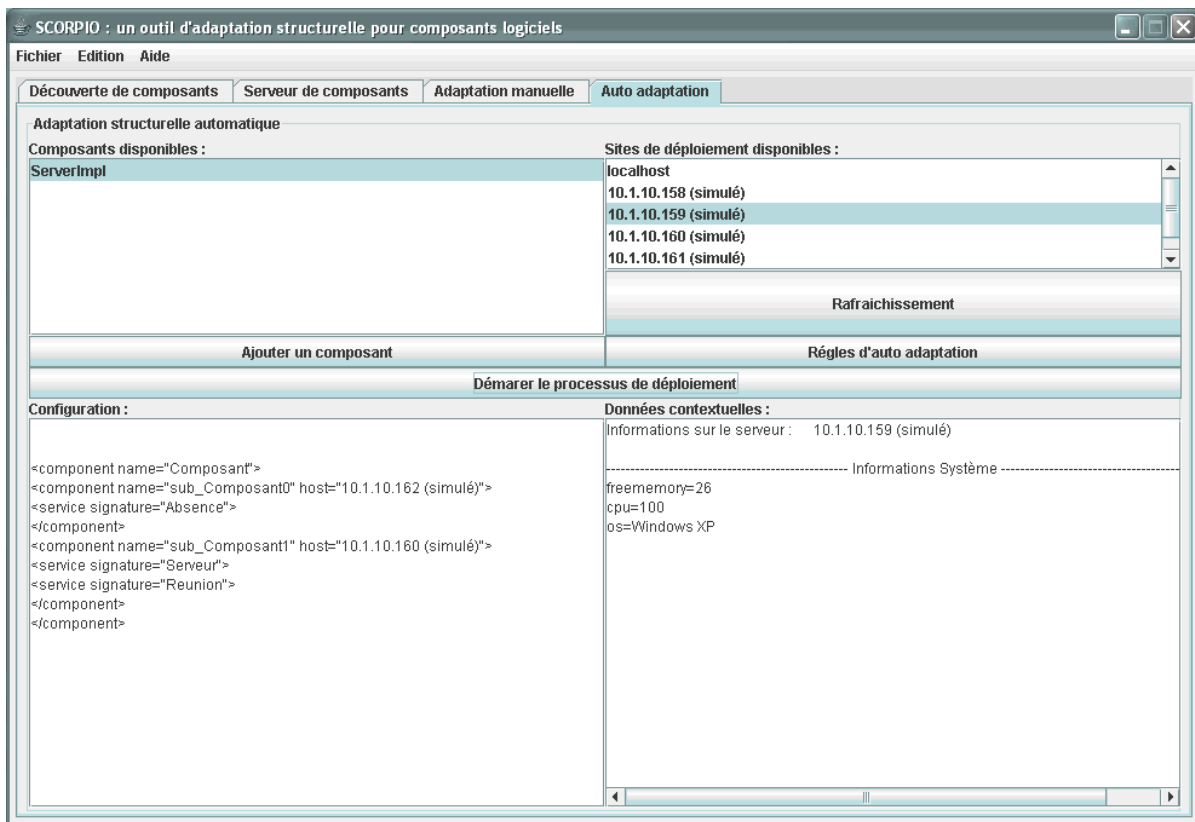 SCORPIO : un outil d'adaptation structurelle pour composants logiciels
Fichier Edition Aide
Découverte de composants Serveur de composants Adaptation manuelle Auto adaptation
Adaptation structurelle automatique
Composants disponibles :
ServerImpl
Sites de déploiement disponibles :
localhost
10.1.10.158 (simulé)
10.1.10.159 (simulé)
10.1.10.160 (simulé)
10.1.10.161 (simulé)
Rafraichissement
Ajouter un composant
Régles d'auto adaptation
Démarer le processus de déploiement
Configuration :
<component name="Composant">
<component name="sub_Composant0" host="10.1.10.162 (simulé)">
<service signature="Absence">
</component>
<component name="sub_Composant1" host="10.1.10.160 (simulé)">
<service signature="Serveur">
<service signature="Reunion">
</component>
</component>
Données contextuelles :
Informations sur le serveur : 10.1.10.159 (simulé)
-------------------------------------------------- Informations Système --------------------------------------
freememory=26
cpu=100
os=Windows XP